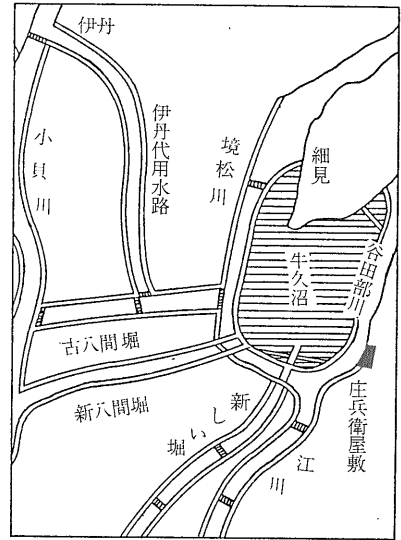 伊丹
伊丹代用水路
小貝川
境松川
細見
牛久沼
谷田部川
古八間堀
新八間堀
新しい堀
江川
庄兵衛屋敷